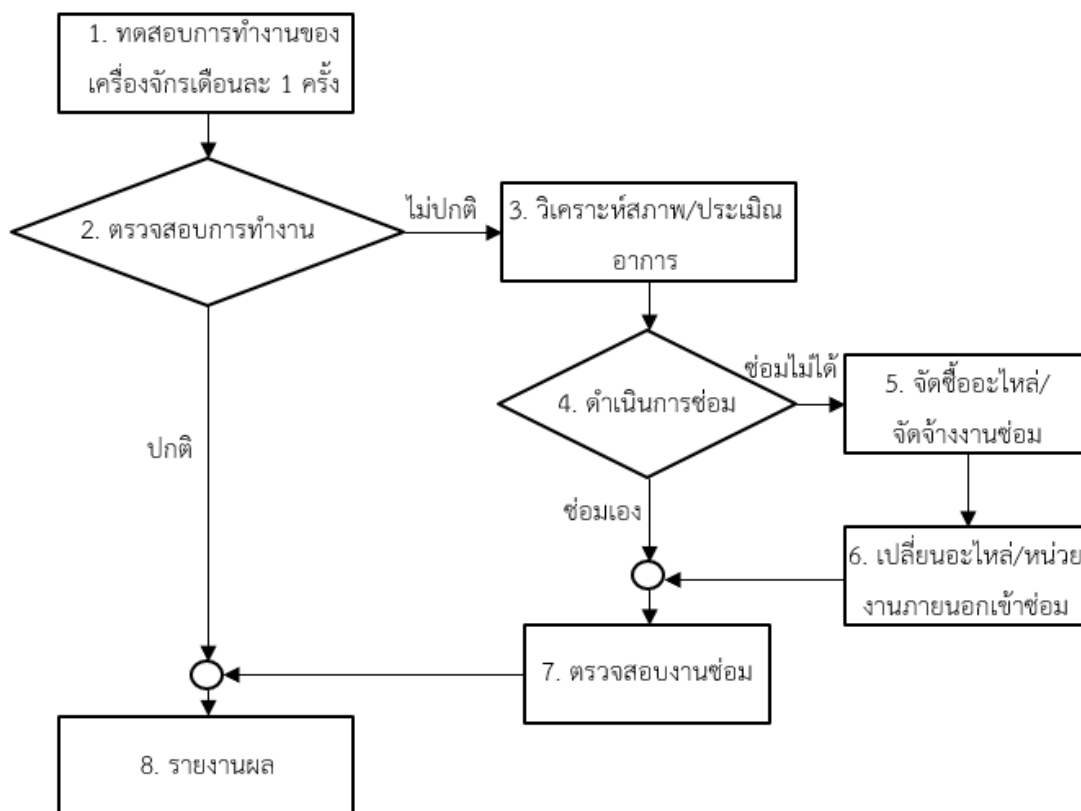 1. ทดสอบการทำงานของ
เครื่องจักรเดือนละ 1 ครั้ง
2. ตรวจสอบการทำงาน
ไม่ปกติ
3. วิเคราะห์สภาพ/ประเมิณ
อาการ
4. ดำเนินการซ่อม
ซ่อมไม่ได้
5. จัดซื้ออะไหล่/
จัดจ้างงานซ่อม
ปกติ
ซ่อมเอง
6. เปลี่ยนอะไหล่/หน่วย
งานภายนอกเข้าซ่อม
7. ตรวจสอบงานซ่อม
8. รายงานผล